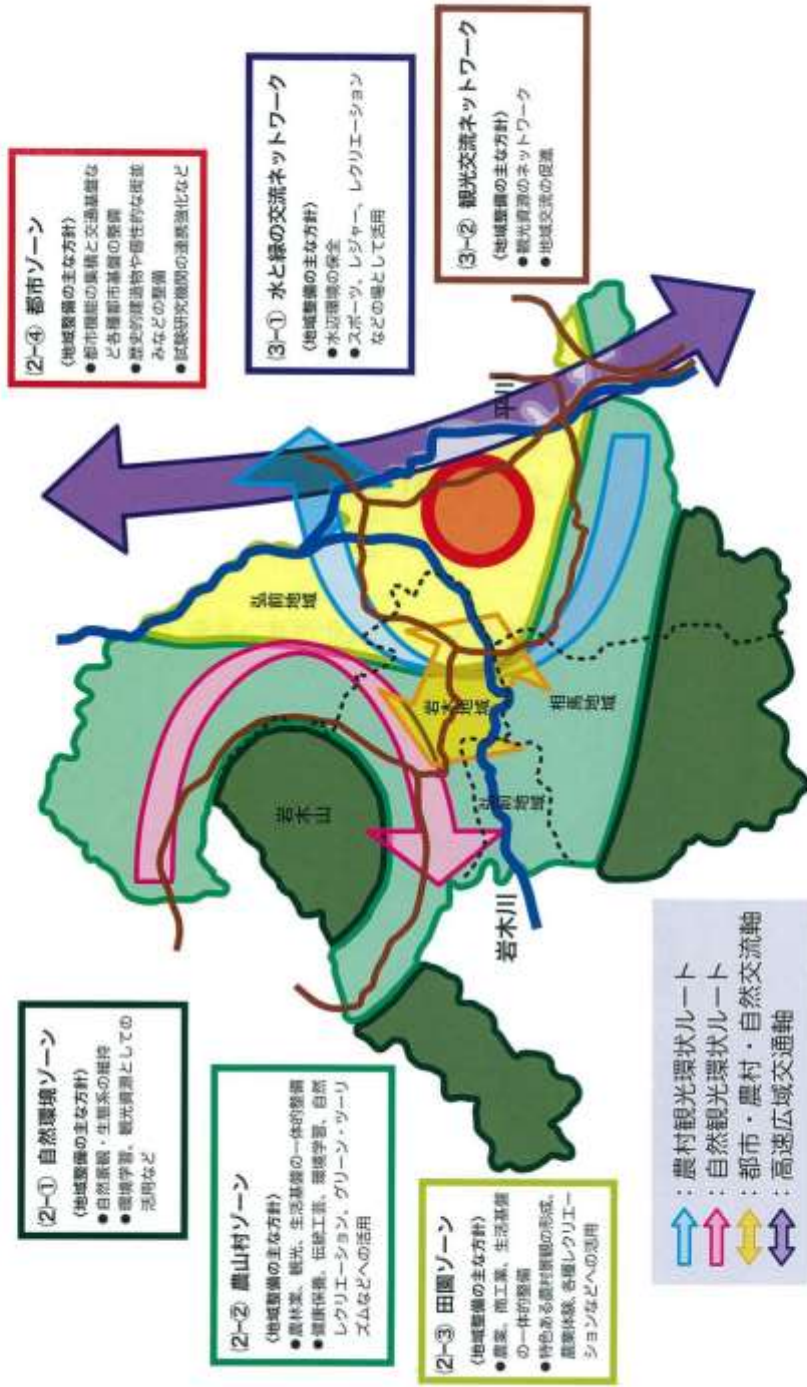 (2)-① 自然環境ゾーン
〈地域整備の主な方針〉
●自然景観・生態系の維持
●環境学習、観光資源としての
活用など
(2)-② 農山村ゾーン
〈地域整備の主な方針〉
●農林業、観光、生活基盤の一体的整備
●健康保養、伝統工芸、環境学習、自然
レクリエーション、グリーン・ツーリ
ズムなどへの活用
(2)-③ 田園ゾーン
〈地域整備の主な方針〉
●農業、商工業、生活基盤
の一体的整備
●特色ある農村景観の形成、
農業体験、各種レクリエー
ションなどへの活用
(2)-④ 都市ゾーン
〈地域整備の主な方針〉
●都市機能の集積と交通基盤な
ど各種都市基盤の整備
●歴史的建造物や個性的な街並
みなどの整備
●試験研究機関の連携強化など
(3)-① 水と緑の交流ネットワーク
〈地域整備の主な方針〉
●水辺環境の保全
●スポーツ、レジャー、レクリエーション
などの場として活用
(3)-② 観光交流ネットワーク
〈地域整備の主な方針〉
●観光資源のネットワーク
●地域交流の促進
弘前地域
岩木山
岩木地域
弘前地域
相馬地域
平川
岩木川
：農村観光環状ルート
：自然観光環状ルート
：都市・農村・自然交流軸
：高速広域交通軸